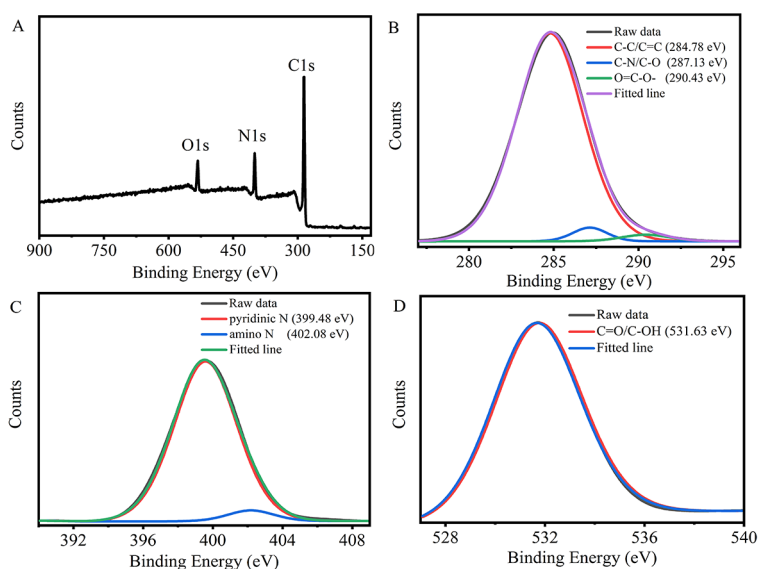 A
C1s
N1s
O1s
Counts
900
750
600
450
300
150
Binding Energy (eV)
B
Raw data
C-C/C=C (284.78 eV)
C-N/C-O (287.13 eV)
O=C-O- (290.43 eV)
Fitted line
Counts
280
285
290
295
Binding Energy (eV)
C
Raw data
pyridinic N (399.48 eV)
amino N (402.08 eV)
Fitted line
Counts
392
396
400
404
408
Binding Energy (eV)
D
Raw data
C=O/C-OH (531.63 eV)
Fitted line
Counts
528
532
536
540
Binding Energy (eV)